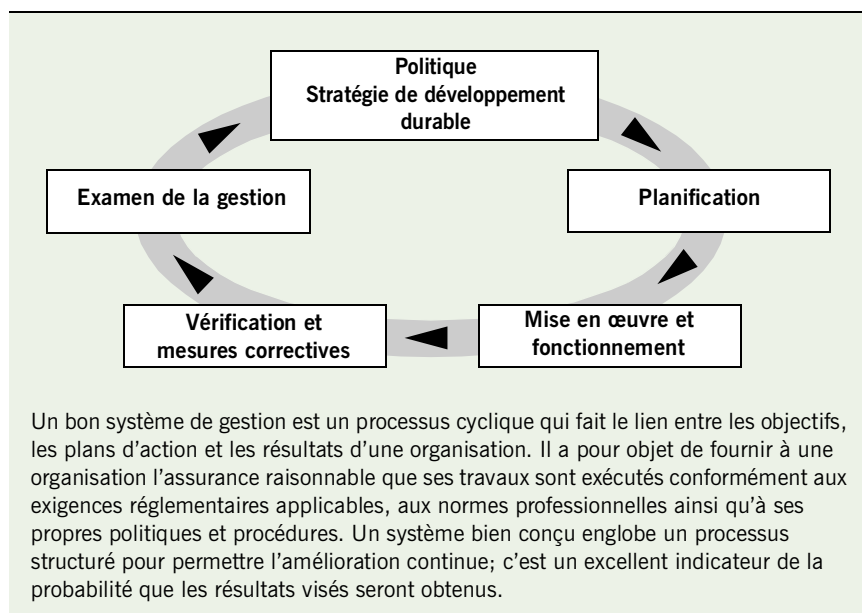 Politique
Stratégie de développement
durable
Examen de la gestion
Planification
Vérification et
mesures correctives
Mise en œuvre et
fonctionnement
Un bon système de gestion est un processus cyclique qui fait le lien entre les objectifs,
les plans d’action et les résultats d’une organisation. Il a pour objet de fournir à une
organisation l’assurance raisonnable que ses travaux sont exécutés conformément aux
exigences réglementaires applicables, aux normes professionnelles ainsi qu’à ses
propres politiques et procédures. Un système bien conçu englobe un processus
structuré pour permettre l’amélioration continue; c’est un excellent indicateur de la
probabilité que les résultats visés seront obtenus.